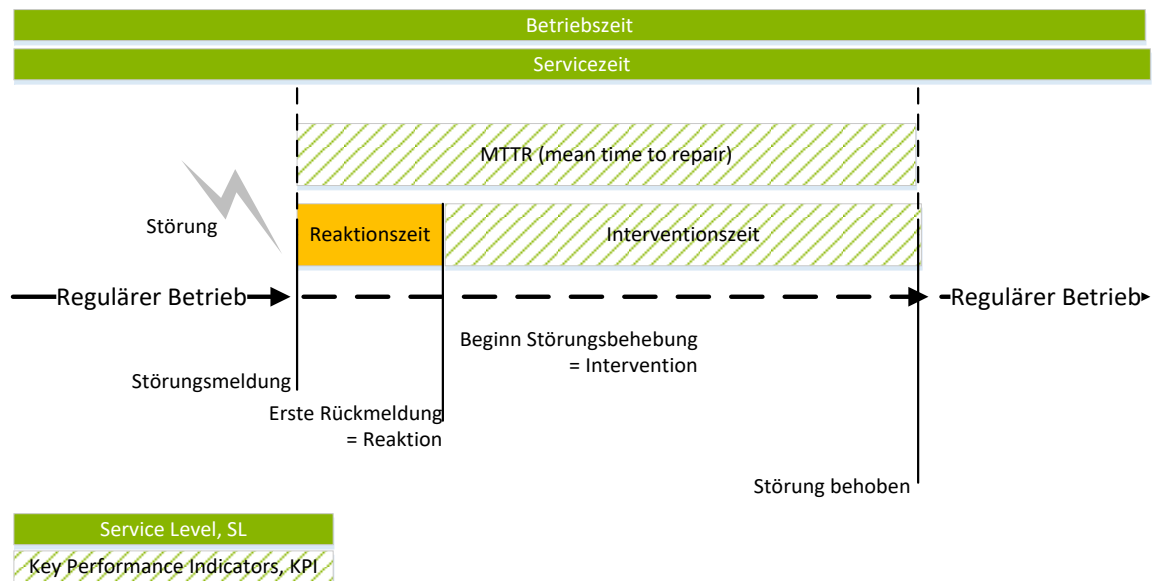 Betriebszeit
Servicezeit
MTTR (mean time to repair)
Störung
Reaktionszeit
Interventionszeit
Regulärer Betrieb
Regulärer Betrieb
Beginn Störungsbehebung
= Intervention
Störungsmeldung
Erste Rückmeldung
= Reaktion
Störung behoben
Service Level, SL
Key Performance Indicators, KPI